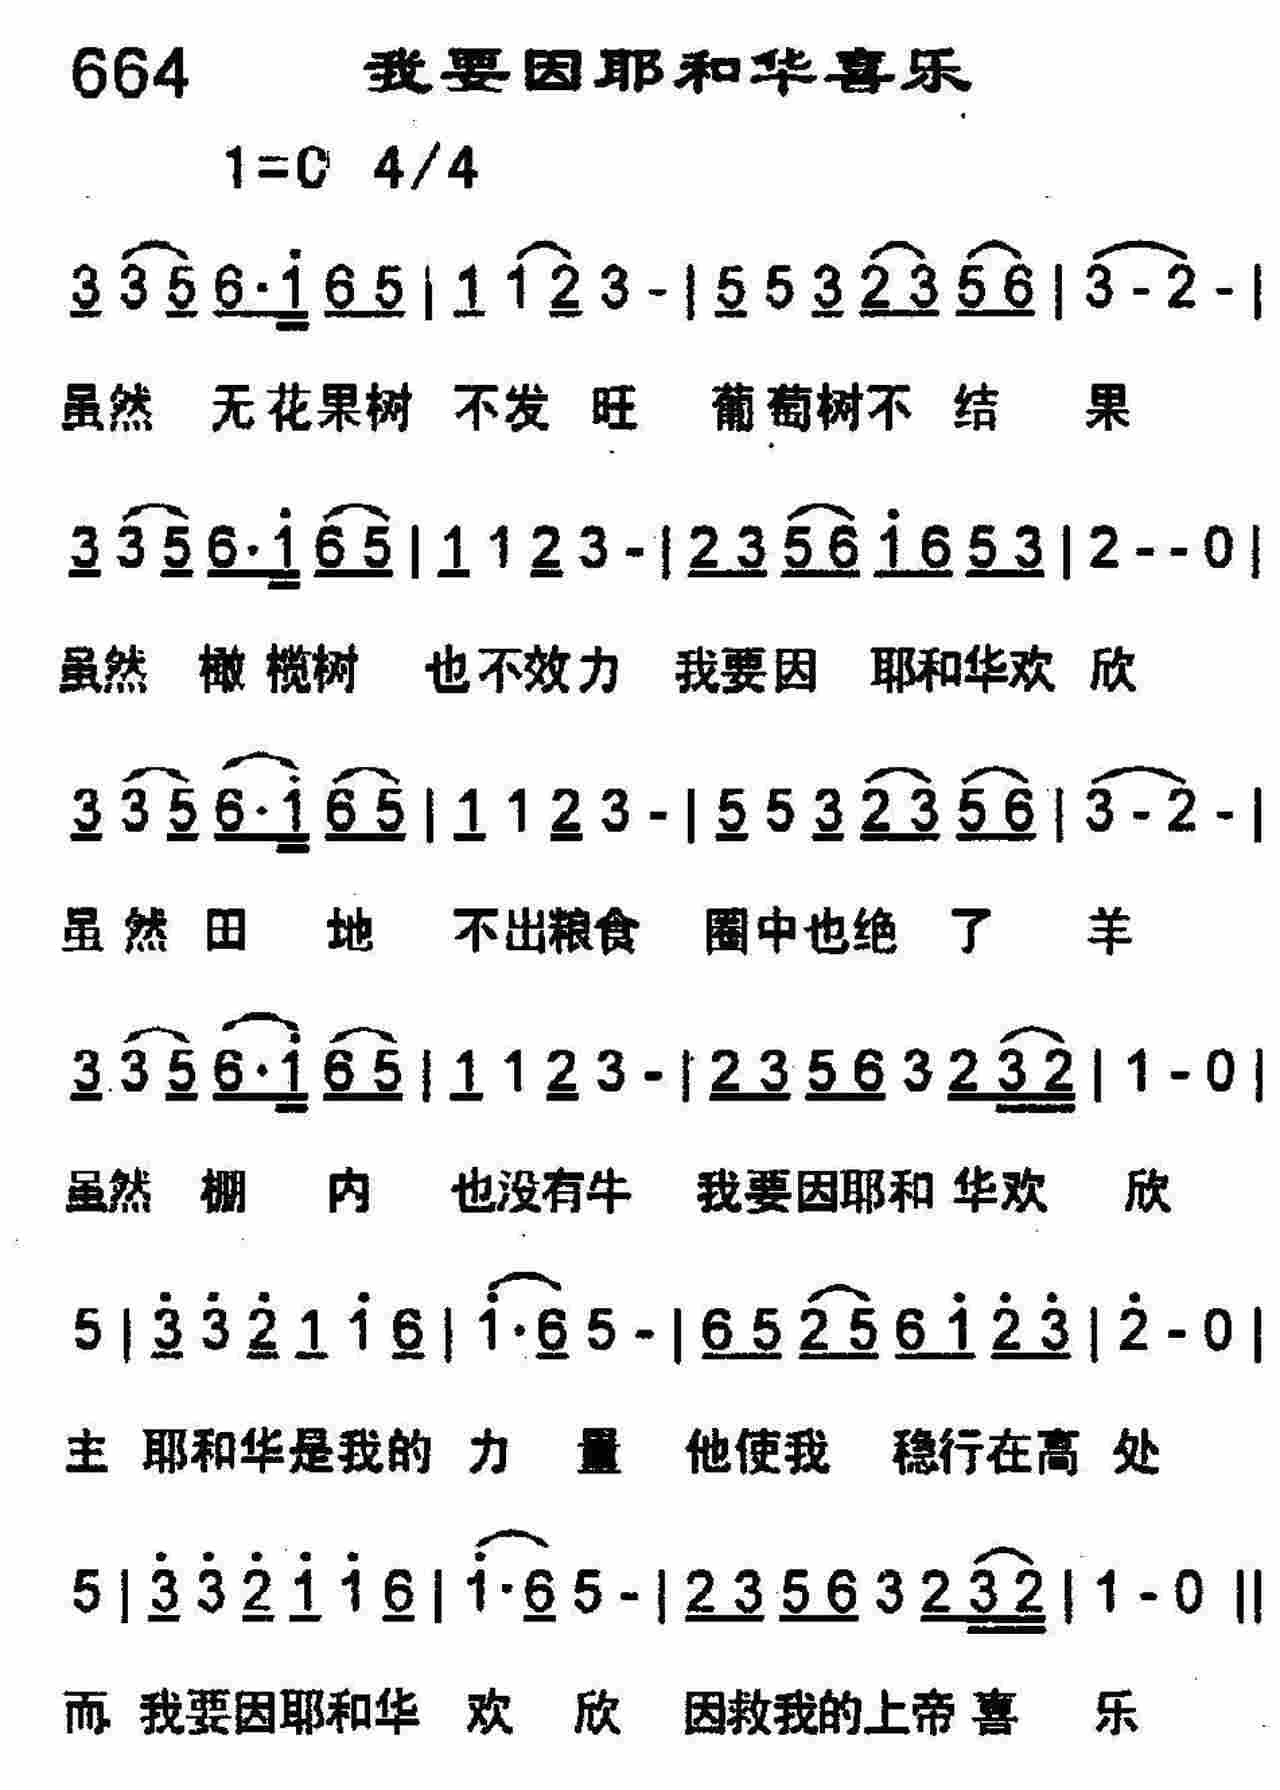 664 我要因耶和华喜乐
1=C 4/4
3 3 5 6·i 6 5 | 1 1 2 3 - | 5 5 3 2 3 5 6 | 3 - 2 - |
虽然 无花果树 不发 旺 葡萄树不 结 果
3 3 5 6·i 6 5 | 1 1 2 3 - | 2 3 5 6 i 6 5 3 | 2 - - 0 |
虽然 橄榄树 也不效力 我要因 耶和华欢 欣
3 3 5 6·i 6 5 | 1 1 2 3 - | 5 5 3 2 3 5 6 | 3 - 2 - |
虽然 田 地 不出粮食 圈中也绝 了 羊
3 3 5 6·i 6 5 | 1 1 2 3 - | 2 3 5 6 3 2 3 2 | 1 - 0 |
虽然 棚 内 也没有牛 我要因耶和 华欢 欣
5 | 3̇ 3̇ 2̇ 1 i 6 | i·6 5 - | 6 5 2 5 6 i 2̇ 3̇ | 2̇ - 0 |
主 耶和华是我的 力 量 他使我 稳行在高 处
5 | 3̇ 3̇ 2̇ i i 6 | i·6 5 - | 2 3 5 6 3 2 3 2 | 1 - 0 ‖
而 我要因耶和华 欢 欣 因救我的上帝喜 乐